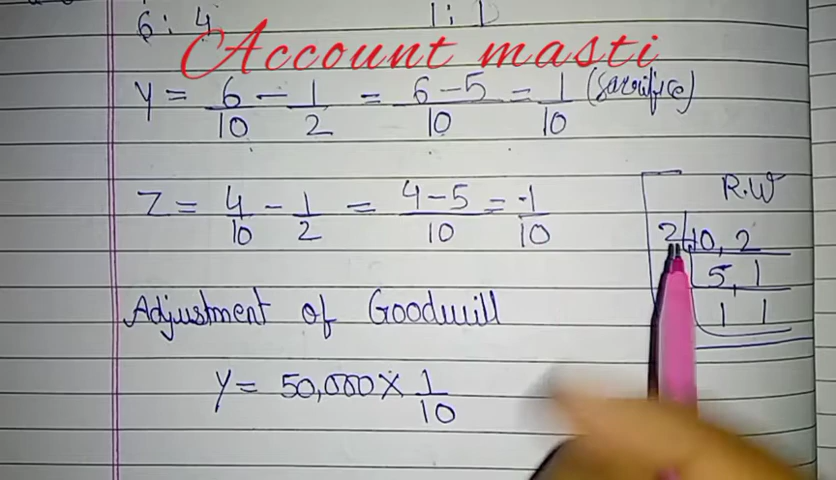 6 : 4 1 : 1
Account masti
Y = 6/10 - 1/2 = 6-5/10 = 1/10 (Sacrifice)
Z = 4/10 - 1/2 = 4-5/10 = -1/10
R.W
2 10, 2
5, 1
1 1
Adjustment of Goodwill
Y = 50,000 × 1/10